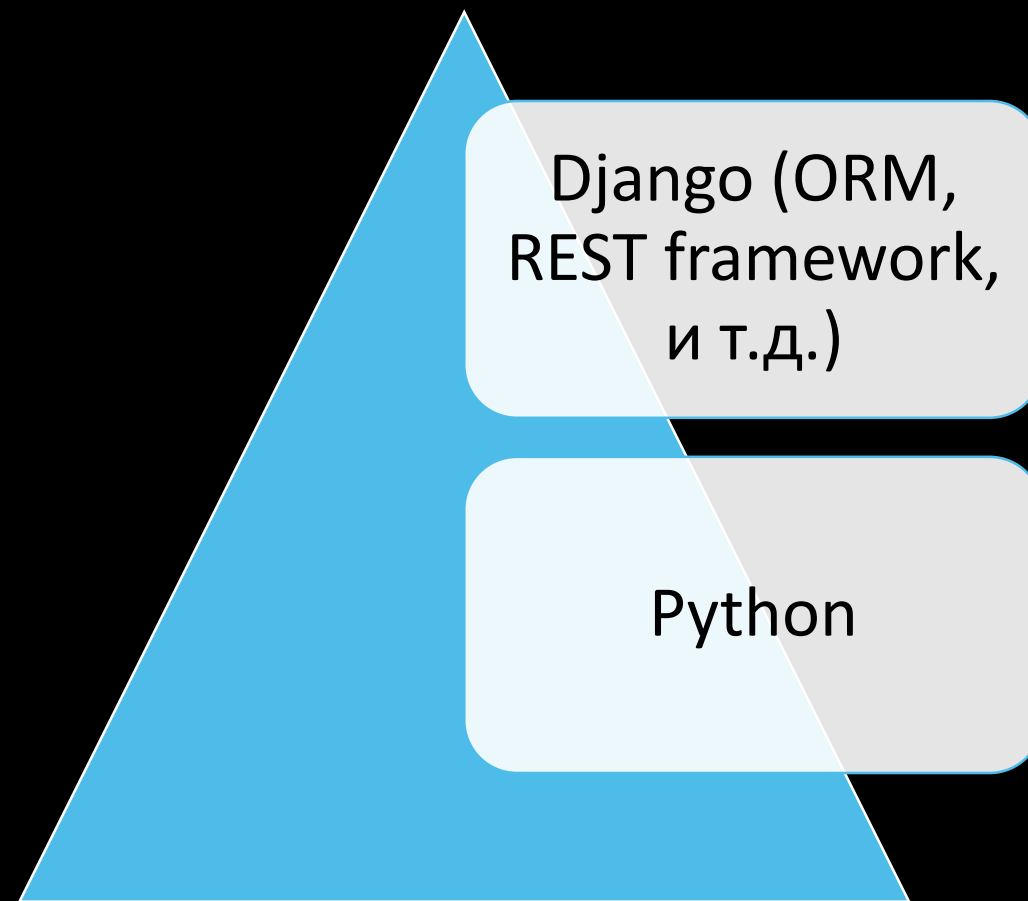 Django (ORM,
REST framework,
и т.д.)
Python